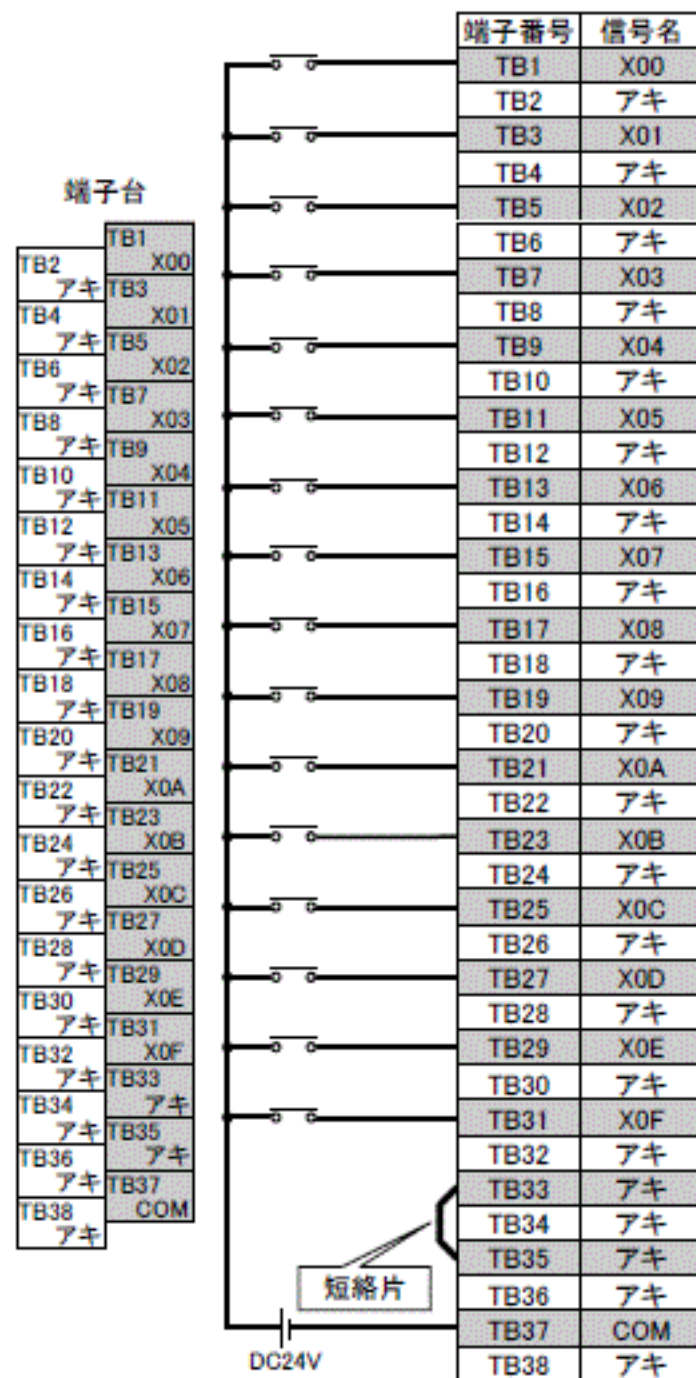 端子台
TB1
X00
TB2
アキ
TB3
X01
TB4
アキ
TB5
X02
TB6
アキ
TB7
X03
TB8
アキ
TB9
X04
TB10
アキ
TB11
X05
TB12
アキ
TB13
X06
TB14
アキ
TB15
X07
TB16
アキ
TB17
X08
TB18
アキ
TB19
X09
TB20
アキ
TB21
X0A
TB22
アキ
TB23
X0B
TB24
アキ
TB25
X0C
TB26
アキ
TB27
X0D
TB28
アキ
TB29
X0E
TB30
アキ
TB31
X0F
TB32
アキ
TB33
アキ
TB34
アキ
TB35
アキ
TB36
アキ
TB37
COM
TB38
アキ
短絡片
DC24V
端子番号 信号名
TB1 X00
TB2 アキ
TB3 X01
TB4 アキ
TB5 X02
TB6 アキ
TB7 X03
TB8 アキ
TB9 X04
TB10 アキ
TB11 X05
TB12 アキ
TB13 X06
TB14 アキ
TB15 X07
TB16 アキ
TB17 X08
TB18 アキ
TB19 X09
TB20 アキ
TB21 X0A
TB22 アキ
TB23 X0B
TB24 アキ
TB25 X0C
TB26 アキ
TB27 X0D
TB28 アキ
TB29 X0E
TB30 アキ
TB31 X0F
TB32 アキ
TB33 アキ
TB34 アキ
TB35 アキ
TB36 アキ
TB37 COM
TB38 アキ